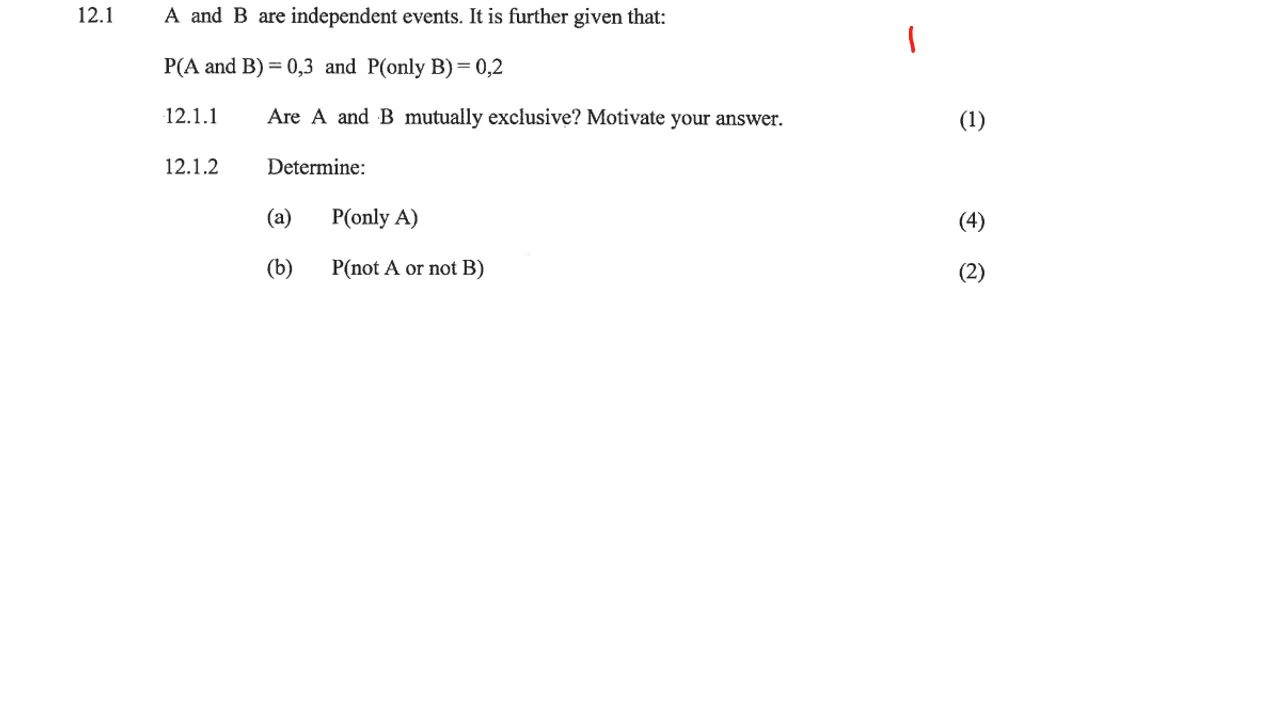 12.1 A and B are independent events. It is further given that:
P(A and B) = 0,3 and P(only B) = 0,2
12.1.1 Are A and B mutually exclusive? Motivate your answer. (1)
12.1.2 Determine:
(a) P(only A) (4)
(b) P(not A or not B) (2)